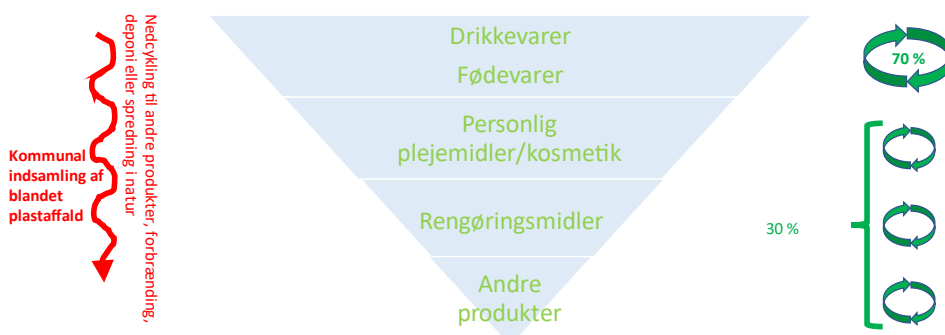 Kommunal
indsamling af
blandet
plastaffald
Nedcykling til andre produkter, forbrænding,
deponi eller spredning i natur
Drikkevarer
Fødevarer
Personlig
plejemidler/kosmetik
Rengøringsmidler
Andre
produkter
70 %
30 %